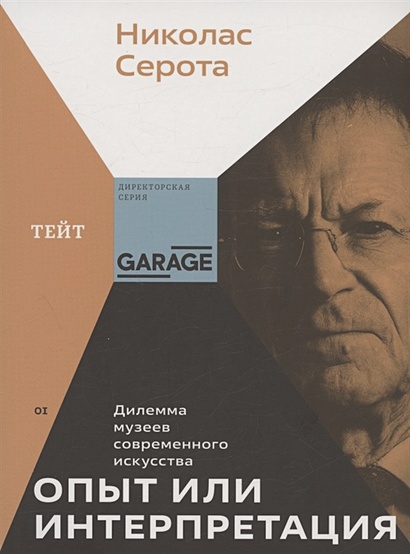 Николас
Серота
ДИРЕКТОРСКАЯ
СЕРИЯ
ТЕЙТ
GARAGE
01
Дилемма
музеев
современного
искусства
ОПЫТ ИЛИ
ИНТЕРПРЕТАЦИЯ